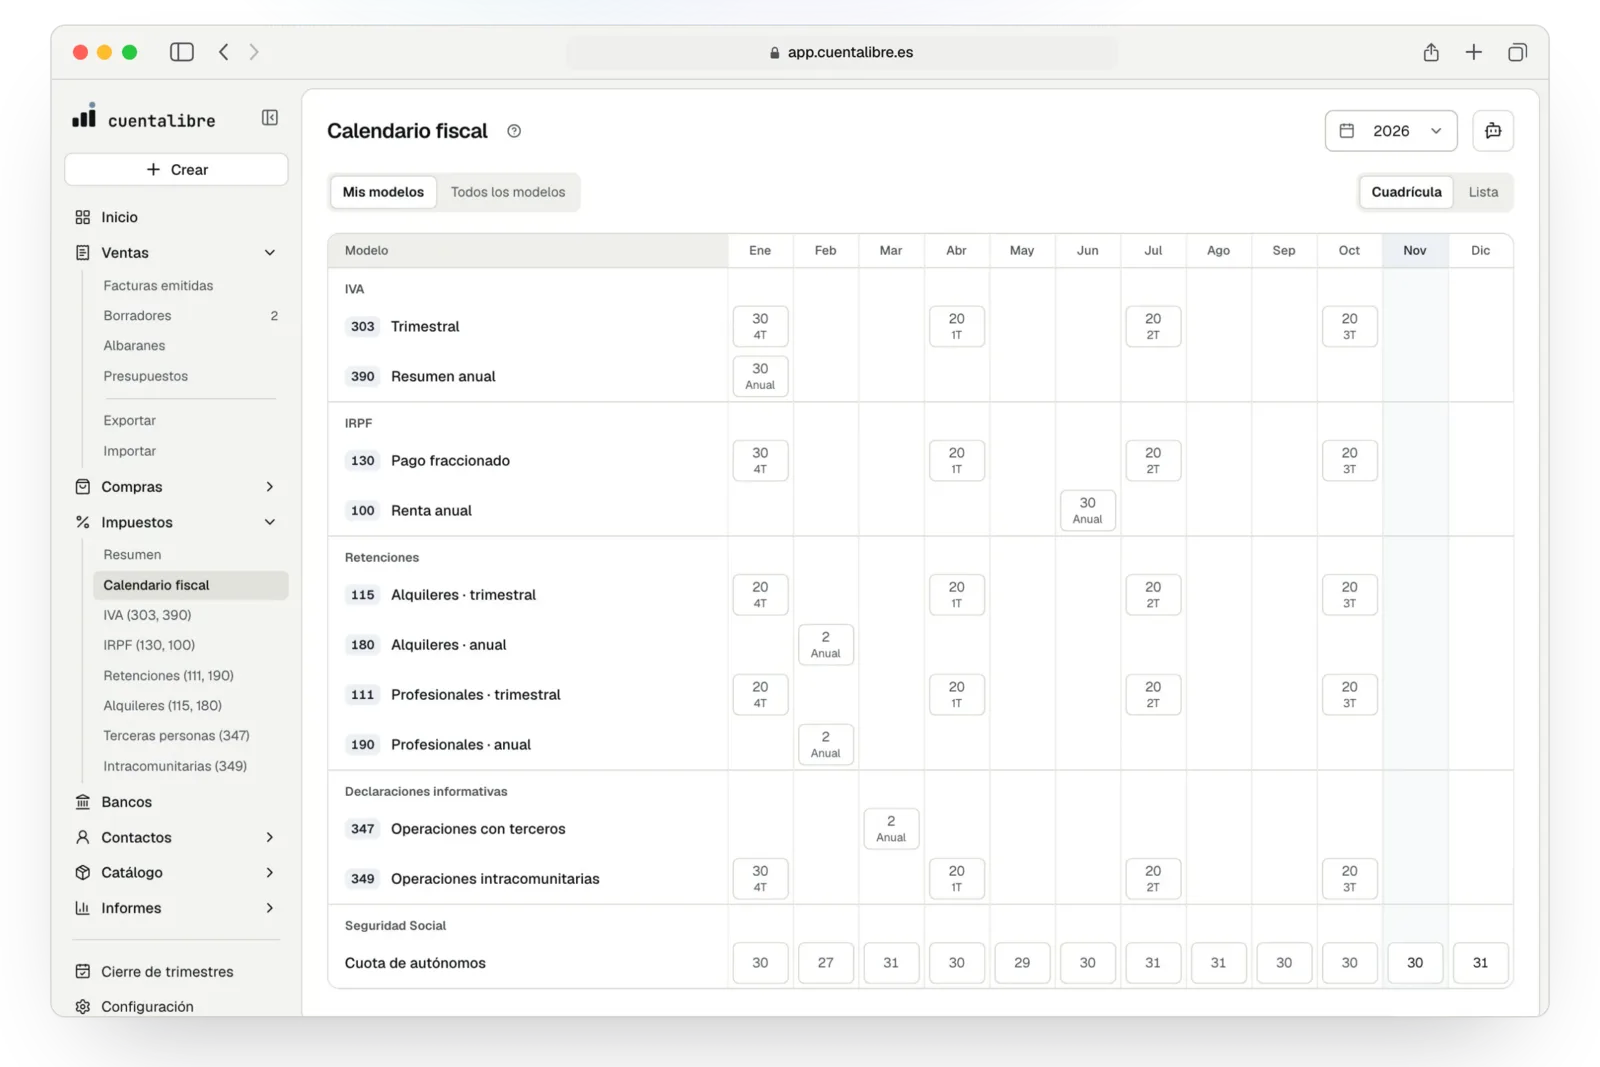 app.cuentalibre.es
cuentalibre
Crear
Inicio
Ventas
Facturas emitidas
Borradores 2
Albaranes
Presupuestos
Exportar
Importar
Compras
Impuestos
Resumen
Calendario fiscal
IVA (303, 390)
IRPF (130, 100)
Retenciones (111, 190)
Alquileres (115, 180)
Terceras personas (347)
Intracomunitarias (349)
Bancos
Contactos
Catálogo
Informes
Cierre de trimestres
Configuración
Calendario fiscal
2026
Mis modelos Todos los modelos
Cuadrícula Lista
Modelo Ene Feb Mar Abr May Jun Jul Ago Sep Oct Nov Dic
IVA
303 Trimestral 30 4T 20 1T 20 2T 20 3T
390 Resumen anual 30 Anual
IRPF
130 Pago fraccionado 30 4T 20 1T 20 2T 20 3T
100 Renta anual 30 Anual
Retenciones
115 Alquileres · trimestral 20 4T 20 1T 20 2T 20 3T
180 Alquileres · anual 2 Anual
111 Profesionales · trimestral 20 4T 20 1T 20 2T 20 3T
190 Profesionales · anual 2 Anual
Declaraciones informativas
347 Operaciones con terceros 2 Anual
349 Operaciones intracomunitarias 30 4T 20 1T 20 2T 20 3T
Seguridad Social
Cuota de autónomos 30 27 31 30 29 30 31 31 30 30 30 31